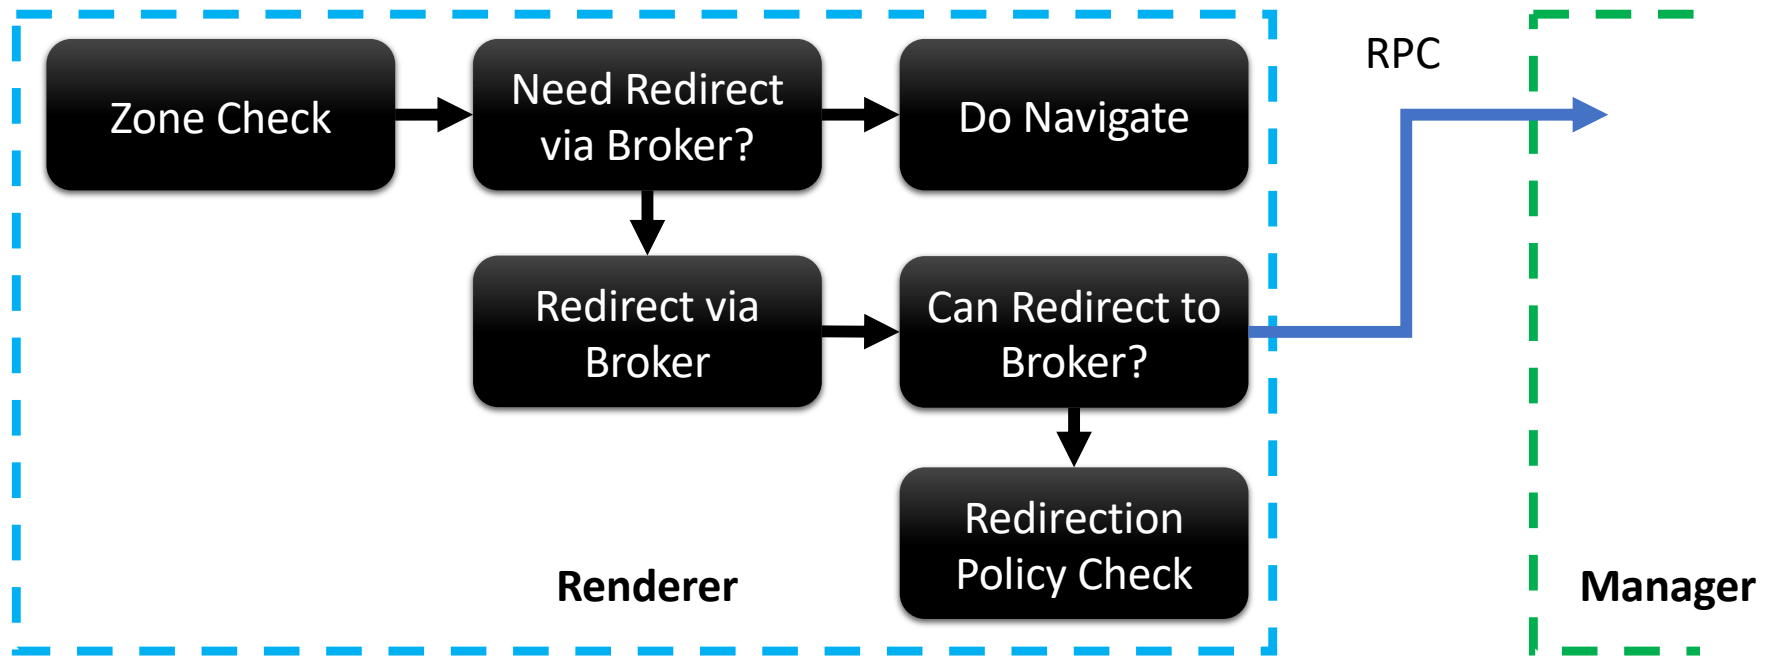 RPC
Zone Check
Need Redirect
via Broker?
Do Navigate
Redirect via
Broker
Can Redirect to
Broker?
Redirection
Policy Check
Renderer
Manager